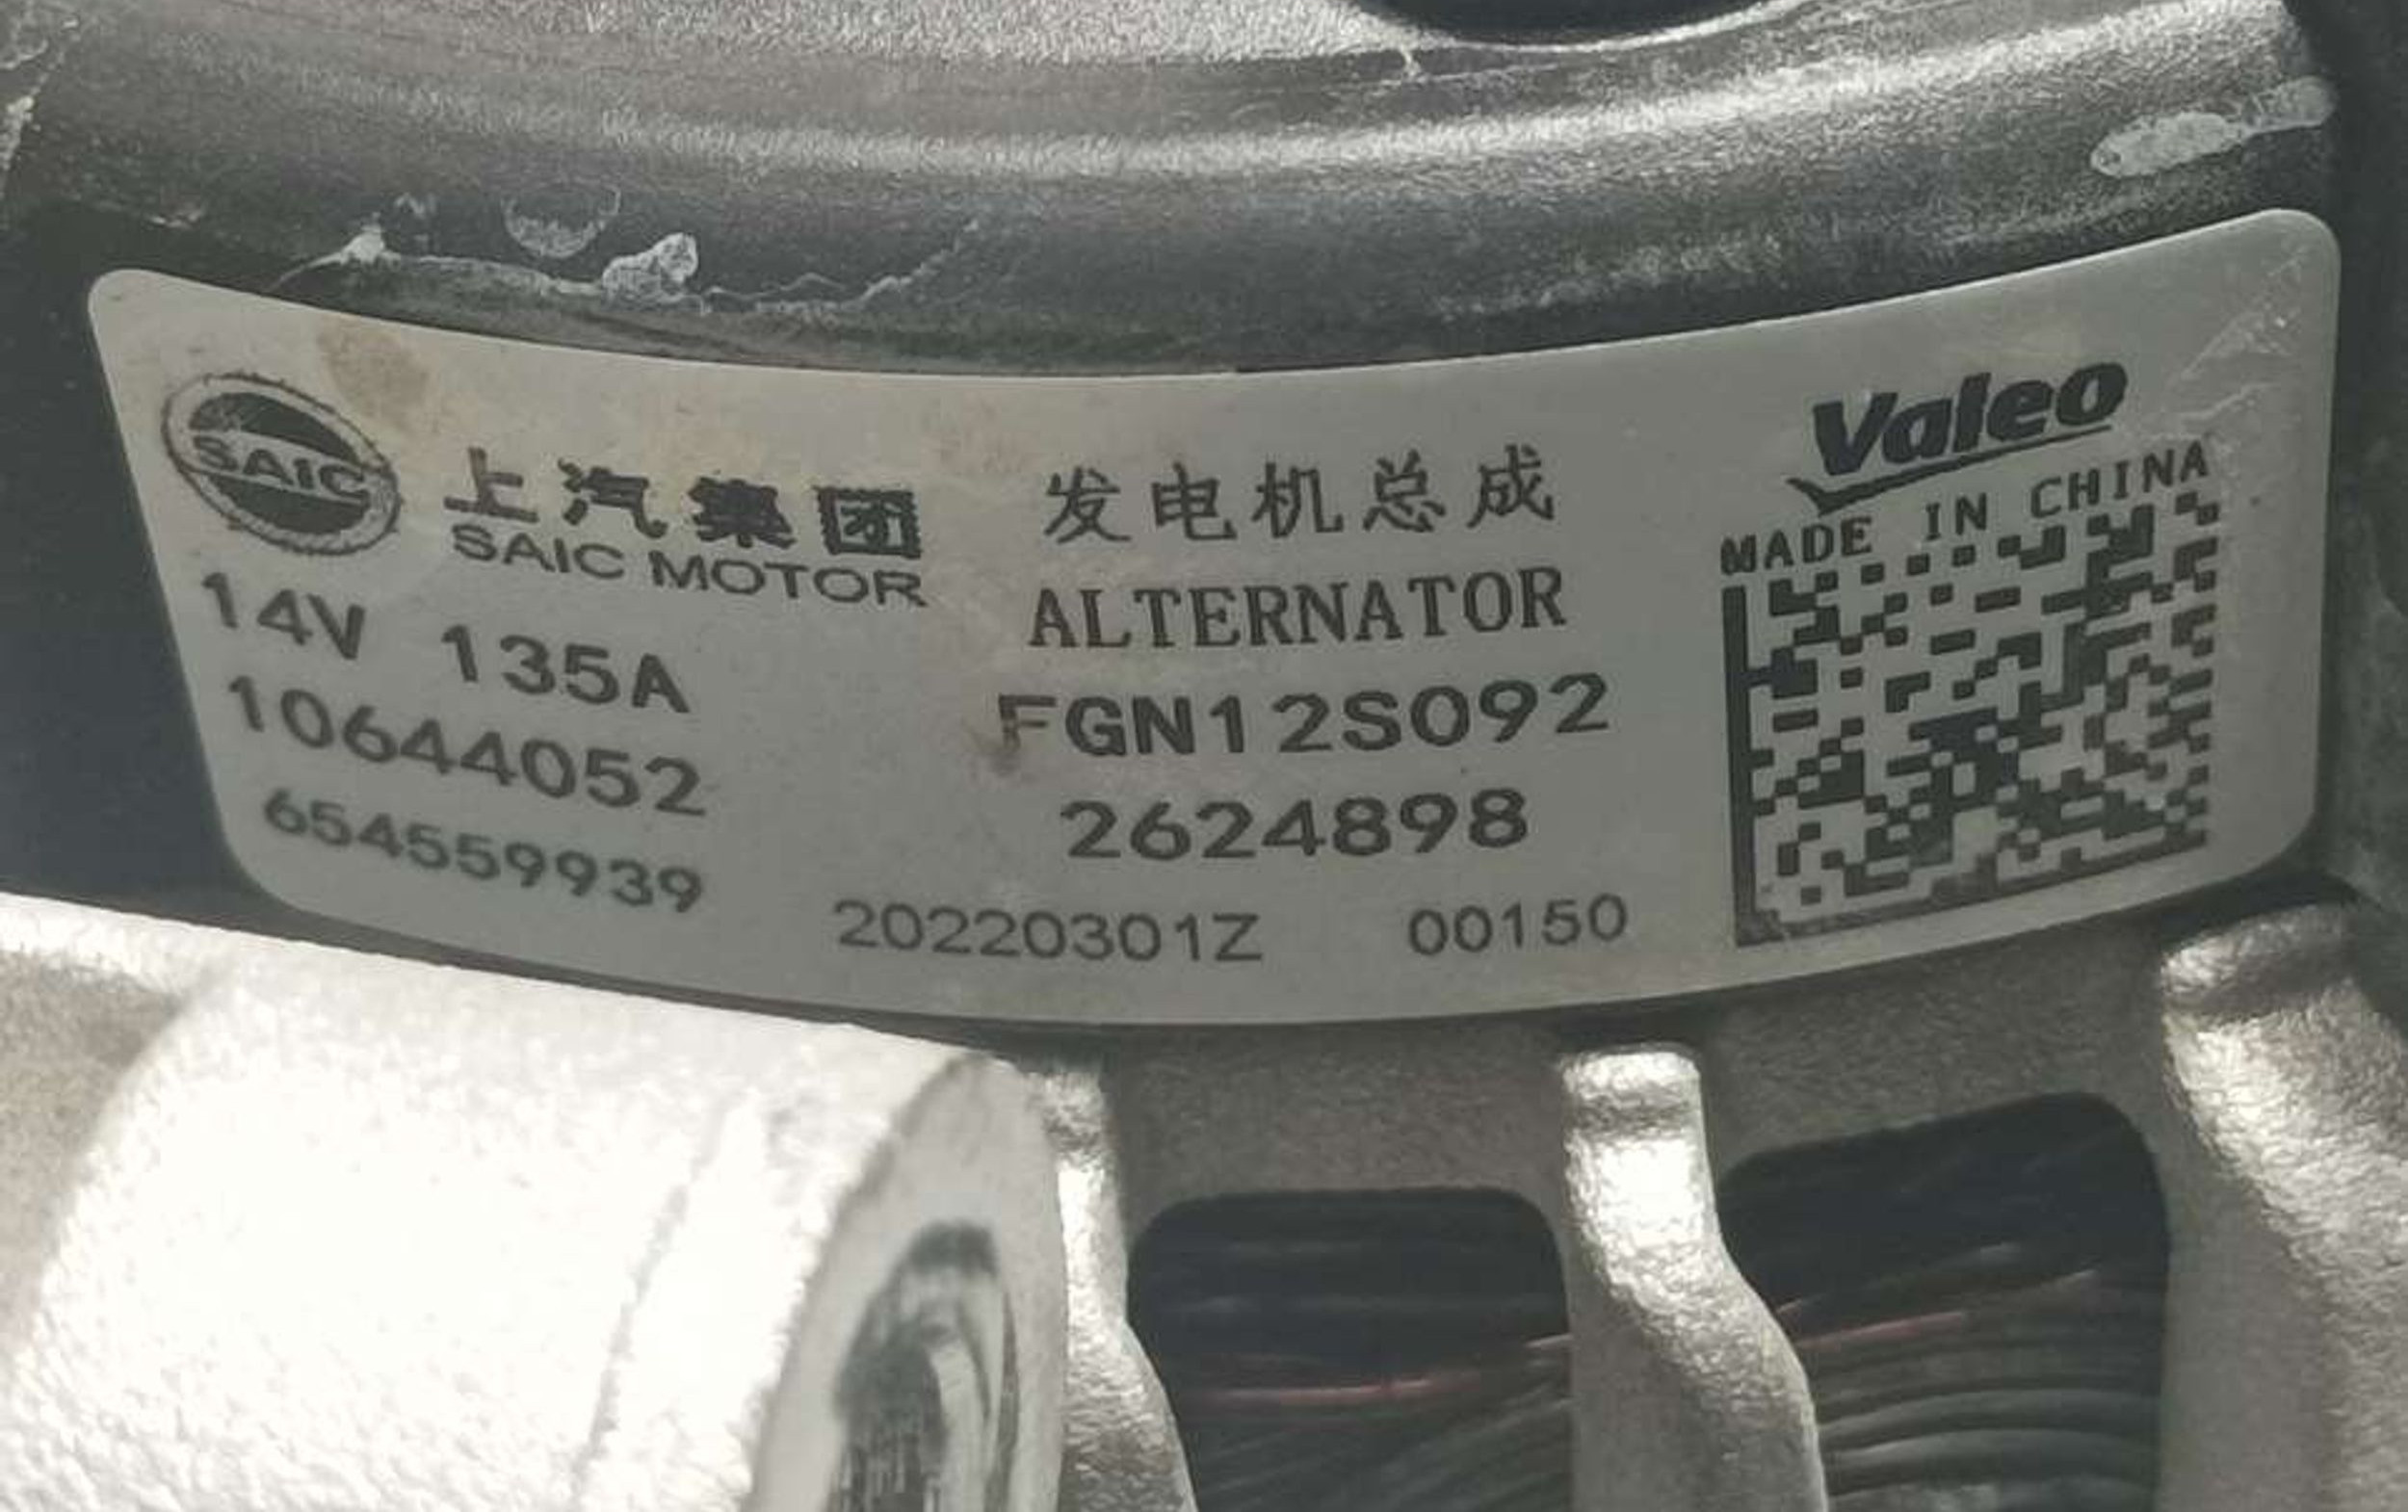 SAIC
上汽集团
SAIC MOTOR
14V 135A
10644052
654559939
发电机总成
ALTERNATOR
FGN12S092
2624898
20220301Z 00150
Valeo
MADE IN CHINA